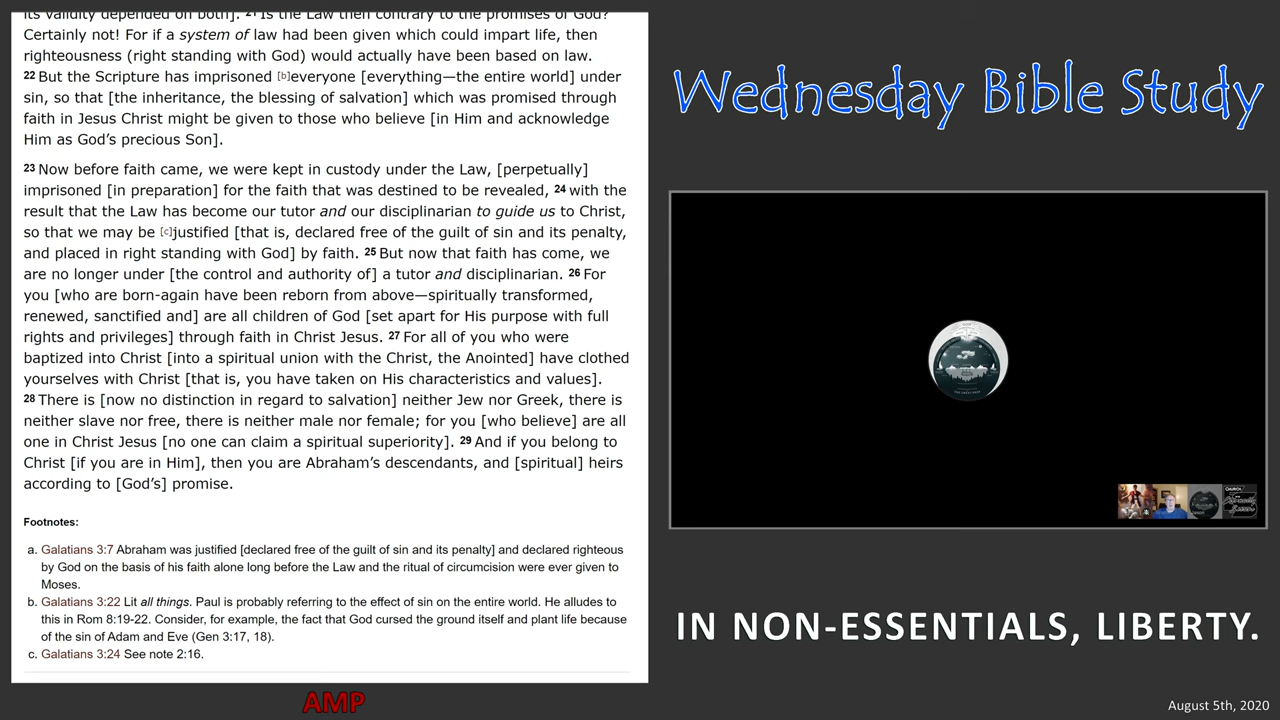 its validity depended on both]. 21 Is the Law then contrary to the promises of God?
Certainly not! For if a system of law had been given which could impart life, then
righteousness (right standing with God) would actually have been based on law.
22 But the Scripture has imprisoned [b]everyone [everything—the entire world] under
sin, so that [the inheritance, the blessing of salvation] which was promised through
faith in Jesus Christ might be given to those who believe [in Him and acknowledge
Him as God’s precious Son].
23 Now before faith came, we were kept in custody under the Law, [perpetually]
imprisoned [in preparation] for the faith that was destined to be revealed, 24 with the
result that the Law has become our tutor and our disciplinarian to guide us to Christ,
so that we may be [c]justified [that is, declared free of the guilt of sin and its penalty,
and placed in right standing with God] by faith. 25 But now that faith has come, we
are no longer under [the control and authority of] a tutor and disciplinarian. 26 For
you [who are born-again have been reborn from above—spiritually transformed,
renewed, sanctified and] are all children of God [set apart for His purpose with full
rights and privileges] through faith in Christ Jesus. 27 For all of you who were
baptized into Christ [into a spiritual union with the Christ, the Anointed] have clothed
yourselves with Christ [that is, you have taken on His characteristics and values].
28 There is [now no distinction in regard to salvation] neither Jew nor Greek, there is
neither slave nor free, there is neither male nor female; for you [who believe] are all
one in Christ Jesus [no one can claim a spiritual superiority]. 29 And if you belong to
Christ [if you are in Him], then you are Abraham’s descendants, and [spiritual] heirs
according to [God’s] promise.
Footnotes:
a. Galatians 3:7 Abraham was justified [declared free of the guilt of sin and its penalty] and declared righteous
by God on the basis of his faith alone long before the Law and the ritual of circumcision were ever given to
Moses.
b. Galatians 3:22 Lit all things. Paul is probably referring to the effect of sin on the entire world. He alludes to
this in Rom 8:19-22. Consider, for example, the fact that God cursed the ground itself and plant life because
of the sin of Adam and Eve (Gen 3:17, 18).
c. Galatians 3:24 See note 2:16.
AMP
Wednesday Bible Study
CHURCH
IN NON-ESSENTIALS, LIBERTY.
August 5th, 2020